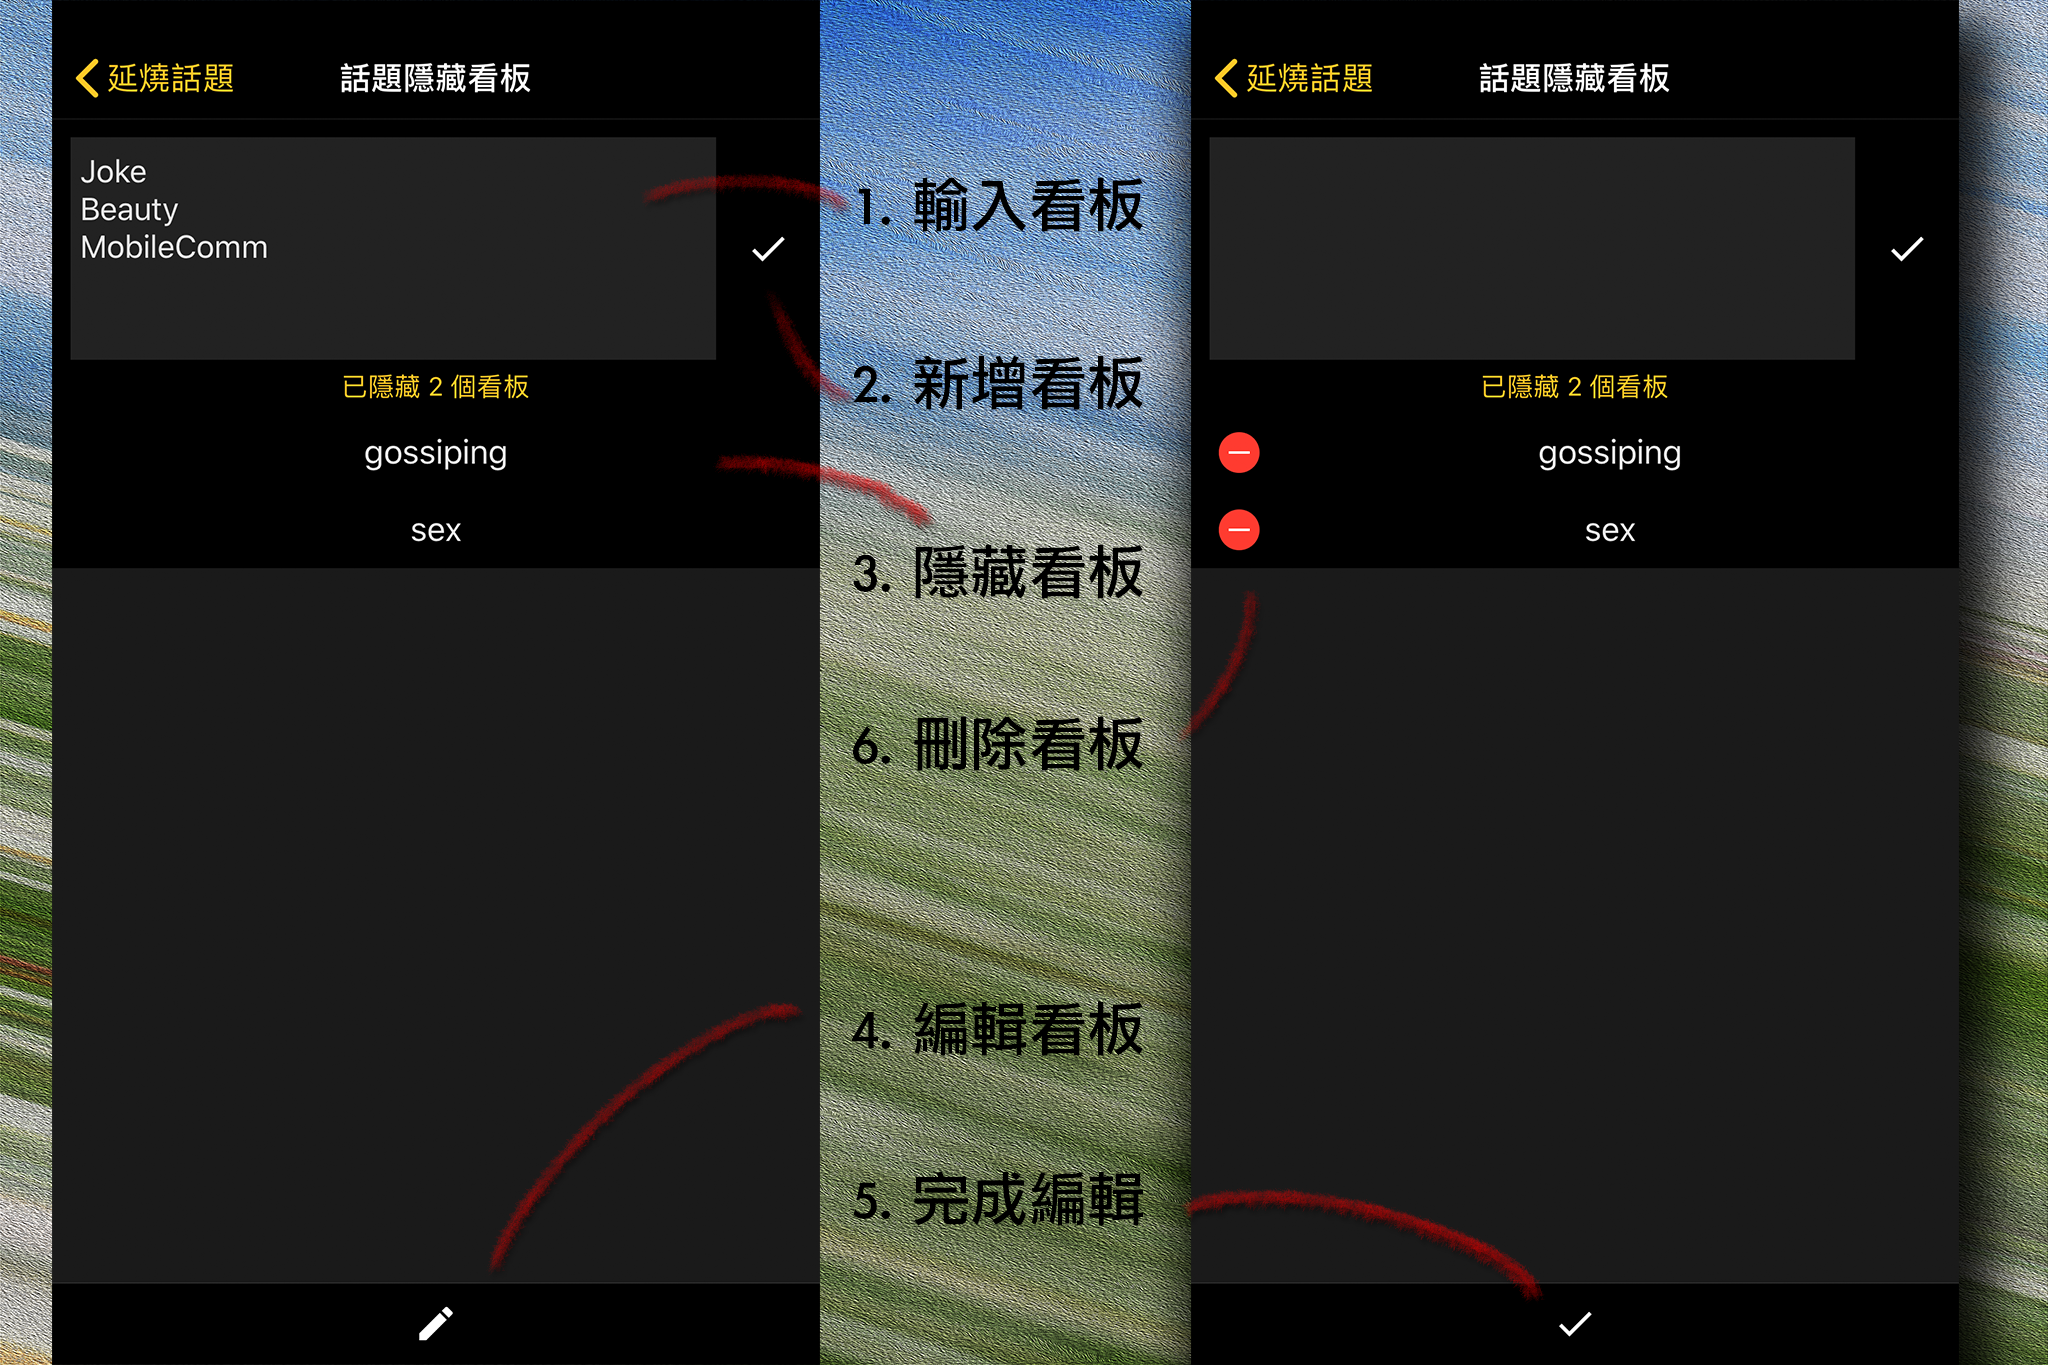 延燒話題
話題隱藏看板
Joke
Beauty
MobileComm
已隱藏 2 個看板
gossiping
sex
1. 輸入看板
2. 新增看板
3. 隱藏看板
6. 刪除看板
4. 編輯看板
5. 完成編輯
延燒話題
話題隱藏看板
已隱藏 2 個看板
gossiping
sex